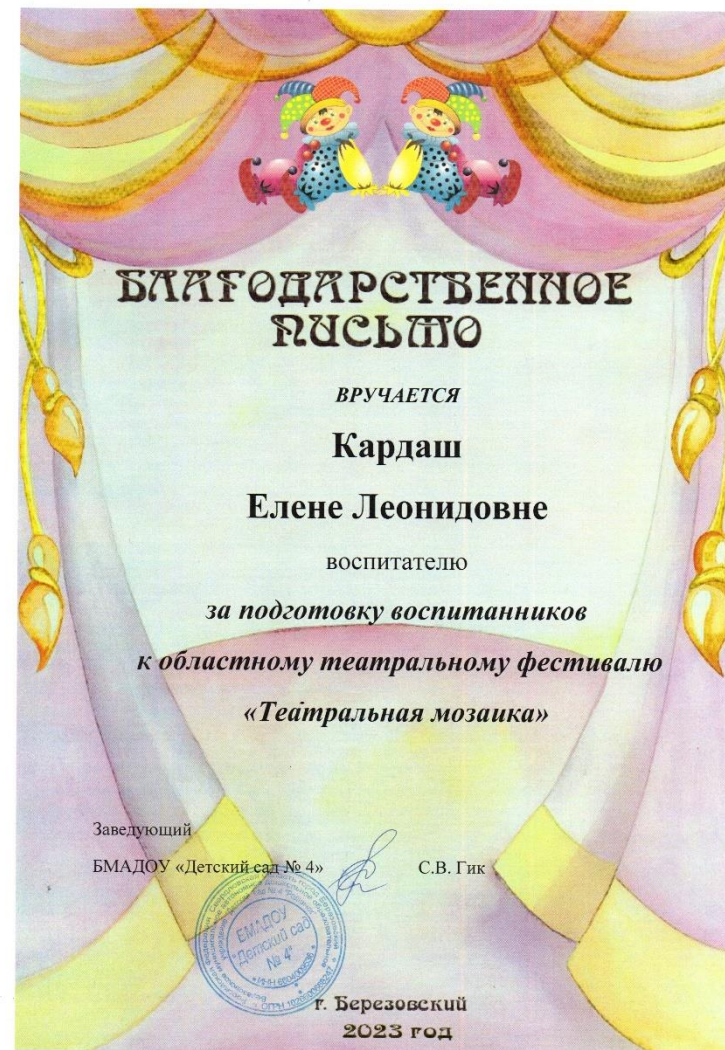 БЛАГОДАРСТВЕННОЕ
ПИСЬМО
ВРУЧАЕТСЯ
Кардаш
Елене Леонидовне
воспитателю
за подготовку воспитанников
к областному театральному фестивалю
«Театральная мозаика»
Заведующий
БМАДОУ «Детский сад № 4»
С.В. Гик
БМАДОУ
"Детский сад
№ 4"
г. Березовский
2023 год